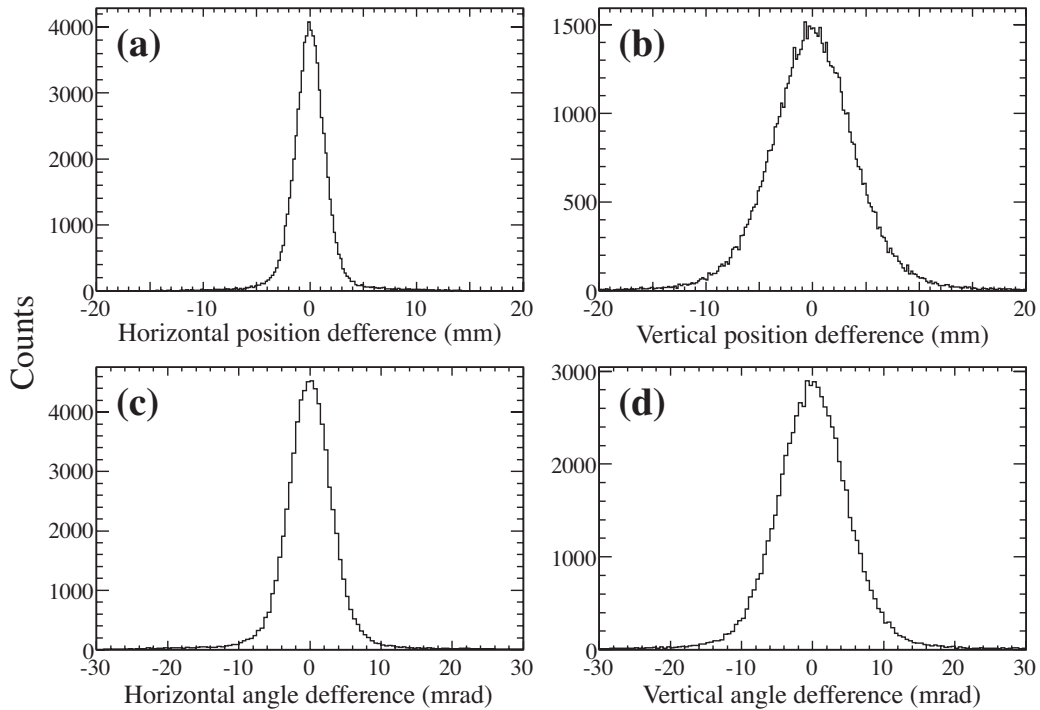 (a)
4000
3000
2000
1000
0
-20 -10 0 10 20
Horizontal position defference (mm)
(b)
1500
1000
500
0
-20 -10 0 10 20
Vertical position defference (mm)
Counts
(c)
4000
3000
2000
1000
0
-30 -20 -10 0 10 20 30
Horizontal angle defference (mrad)
(d)
3000
2000
1000
0
-30 -20 -10 0 10 20 30
Vertical angle defference (mrad)